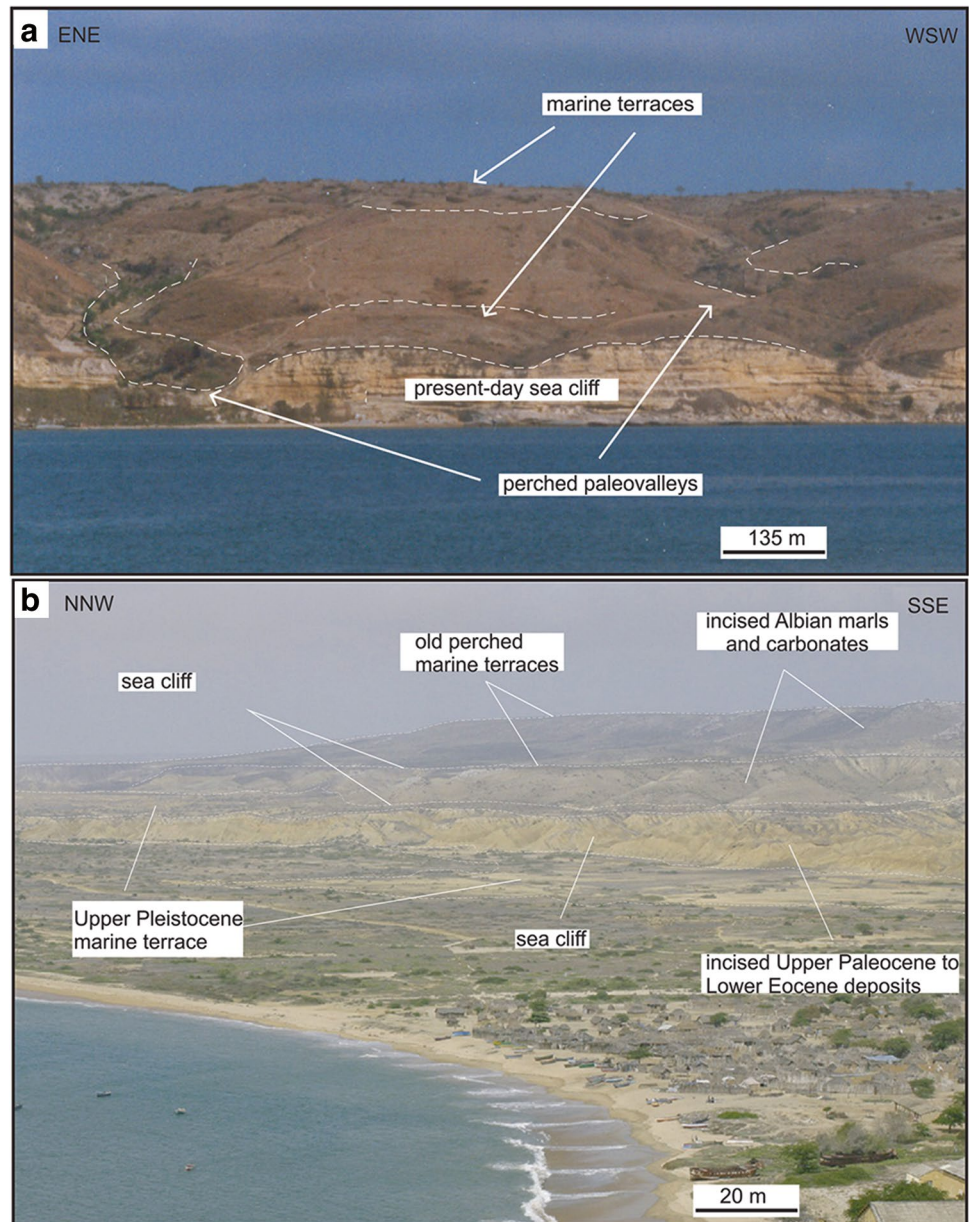 a
ENE
WSW
marine terraces
present-day sea cliff
perched paleovalleys
135 m
b
NNW
SSE
incised Albian marls
and carbonates
old perched
marine terraces
sea cliff
Upper Pleistocene
marine terrace
sea cliff
incised Upper Paleocene to
Lower Eocene deposits
20 m